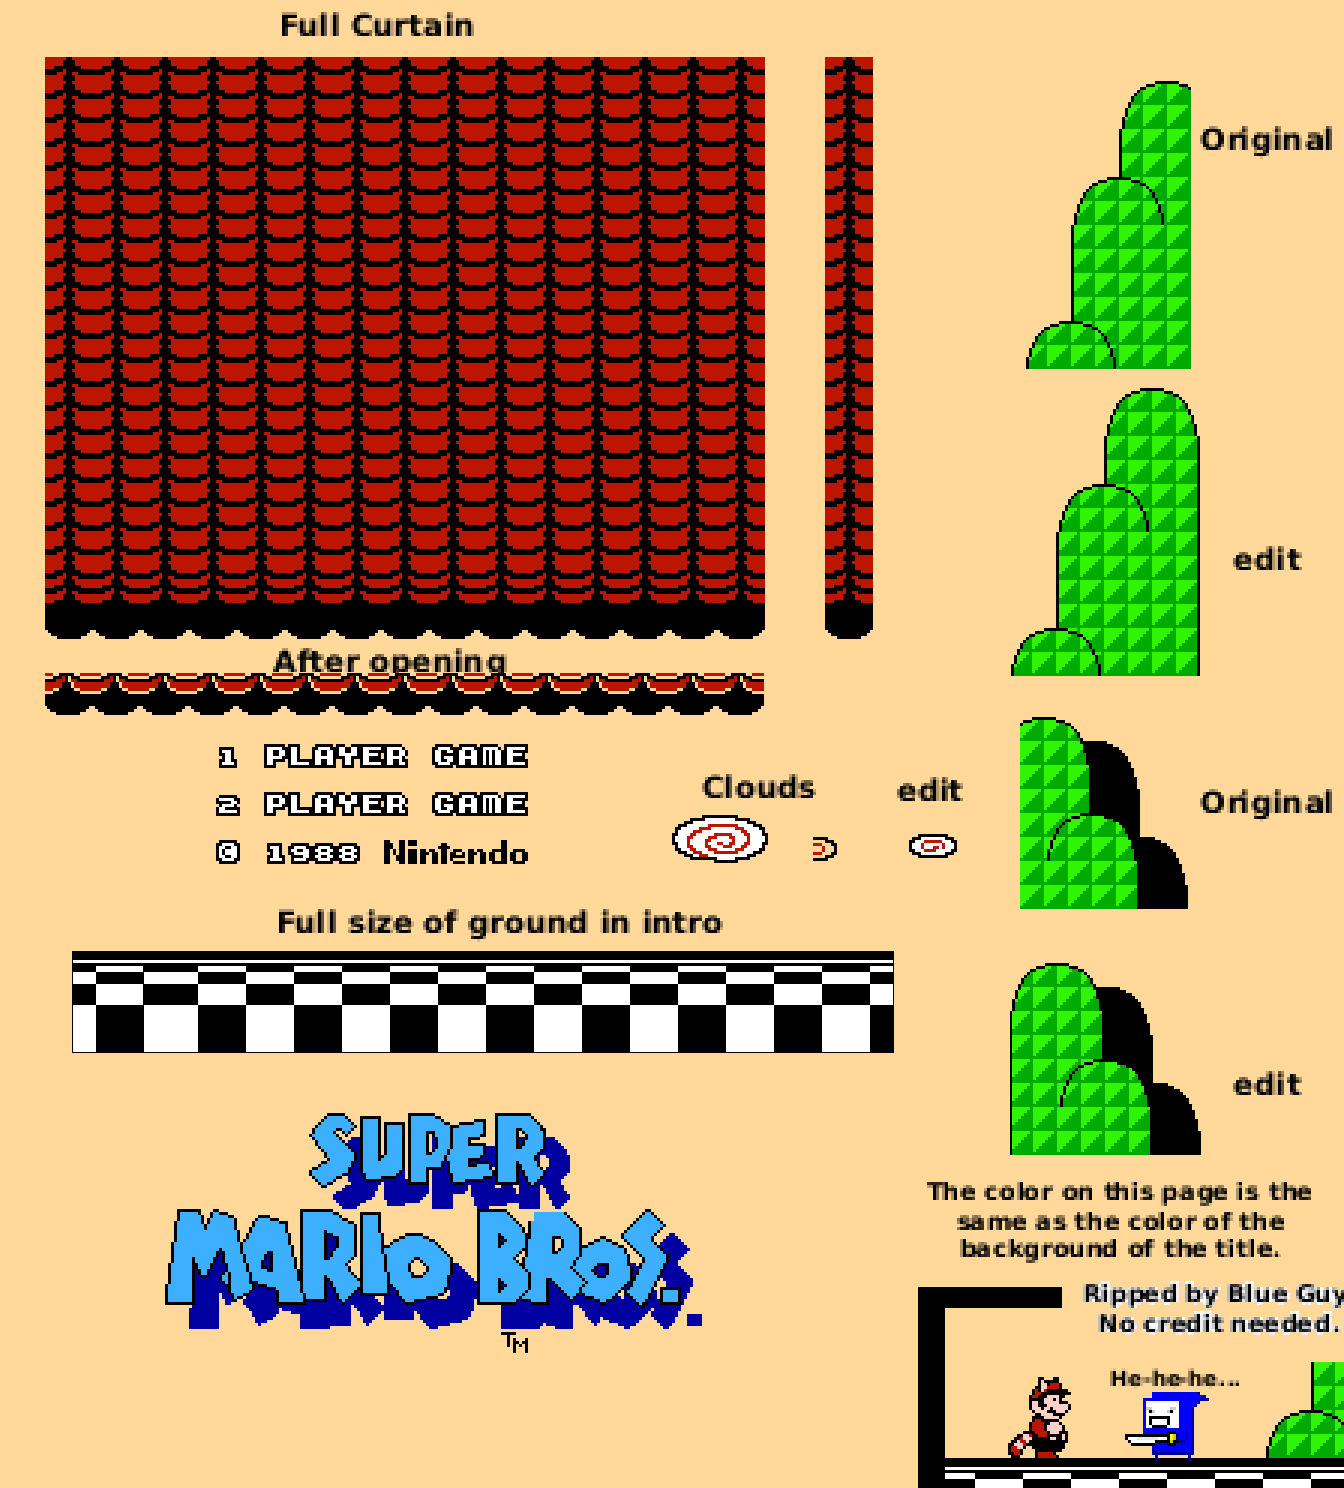 Full Curtain
Original
edit
After opening
1 PLAYER GAME
2 PLAYER GAME
© 1988 Nintendo
Clouds
edit
Original
Full size of ground in intro
edit
SUPER
MARIO BROS.
TM
The color on this page is the
same as the color of the
background of the title.
Ripped by Blue Guy
No credit needed.
He-he-he...